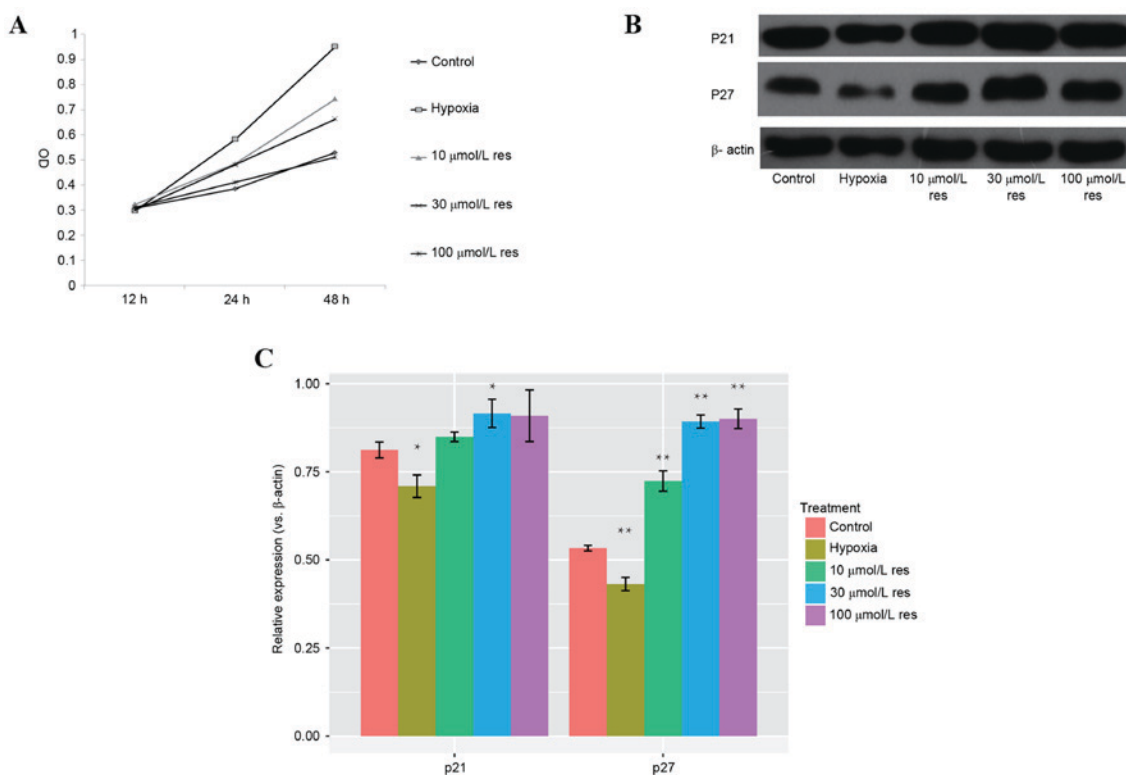 A
1
0.9
0.8
0.7
0.6
0.5
0.4
0.3
0.2
0.1
0
OD
12 h
24 h
48 h
Control
Hypoxia
10 μmol/L res
30 μmol/L res
100 μmol/L res
B
P21
P27
β- actin
Control
Hypoxia
10 μmol/L
res
30 μmol/L
res
100 μmol/L
res
C
Relative expression (vs. β-actin)
1.00
0.75
0.50
0.25
0.00
*
*
**
**
**
**
p21
p27
Treatment
Control
Hypoxia
10 μmol/L res
30 μmol/L res
100 μmol/L res